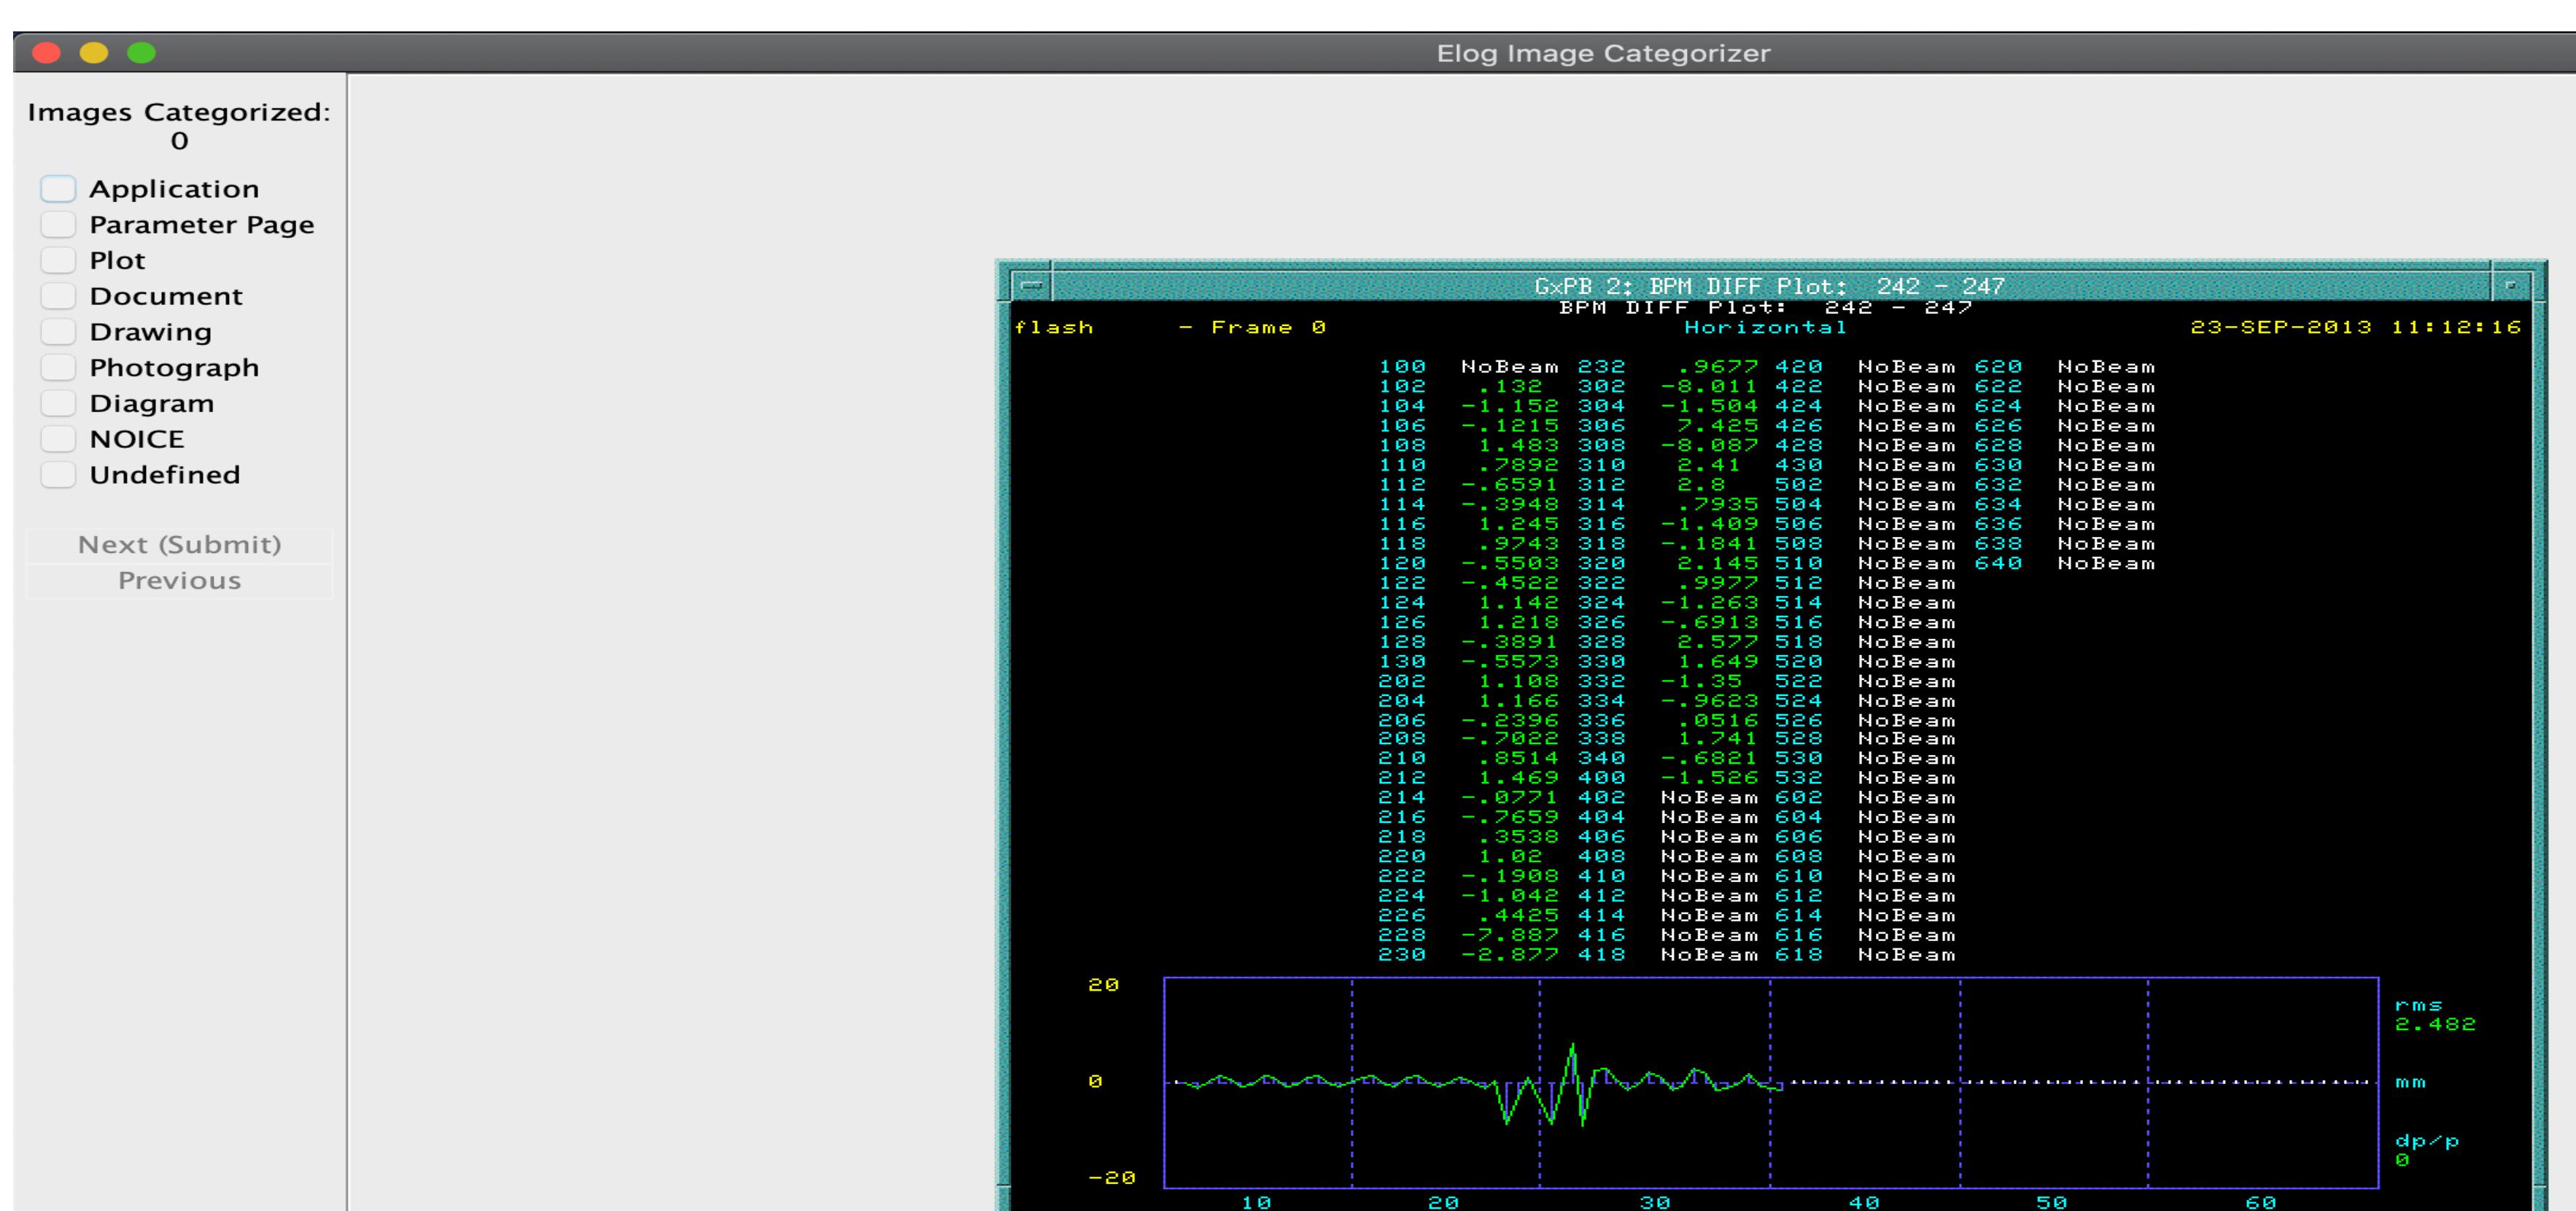 Elog Image Categorizer
Images Categorized:
0
Application
Parameter Page
Plot
Document
Drawing
Photograph
Diagram
NOICE
Undefined
Next (Submit)
Previous
GxPB 2: BPM DIFF Plot: 242 - 247
BPM DIFF Plot: 242 - 247
flash - Frame 0 Horizontal 23-SEP-2013 11:12:16
100 NoBeam 232 .9677 420 NoBeam 620 NoBeam
102 .132 302 -8.011 422 NoBeam 622 NoBeam
104 -1.152 304 -1.504 424 NoBeam 624 NoBeam
106 -.1215 306 7.425 426 NoBeam 626 NoBeam
108 1.483 308 -8.087 428 NoBeam 628 NoBeam
110 .7892 310 2.41 430 NoBeam 630 NoBeam
112 -.6591 312 2.8 502 NoBeam 632 NoBeam
114 -.3948 314 .7935 504 NoBeam 634 NoBeam
116 1.245 316 -1.409 506 NoBeam 636 NoBeam
118 .9743 318 -.1841 508 NoBeam 638 NoBeam
120 -.5503 320 2.145 510 NoBeam 640 NoBeam
122 -.4522 322 .9977 512 NoBeam
124 1.142 324 -1.263 514 NoBeam
126 1.218 326 -.6913 516 NoBeam
128 -.3891 328 2.577 518 NoBeam
130 -.5573 330 1.649 520 NoBeam
202 1.108 332 -1.35 522 NoBeam
204 1.166 334 -.9623 524 NoBeam
206 -.2396 336 .0516 526 NoBeam
208 -.7022 338 1.741 528 NoBeam
210 .8514 340 -.6821 530 NoBeam
212 1.469 400 -1.526 532 NoBeam
214 -.0771 402 NoBeam 602 NoBeam
216 -.7659 404 NoBeam 604 NoBeam
218 .3538 406 NoBeam 606 NoBeam
220 1.02 408 NoBeam 608 NoBeam
222 -.1908 410 NoBeam 610 NoBeam
224 -1.042 412 NoBeam 612 NoBeam
226 .4425 414 NoBeam 614 NoBeam
228 -7.887 416 NoBeam 616 NoBeam
230 -2.877 418 NoBeam 618 NoBeam
20
rms
2.482
0
mm
dp/p
0
-20
10 20 30 40 50 60